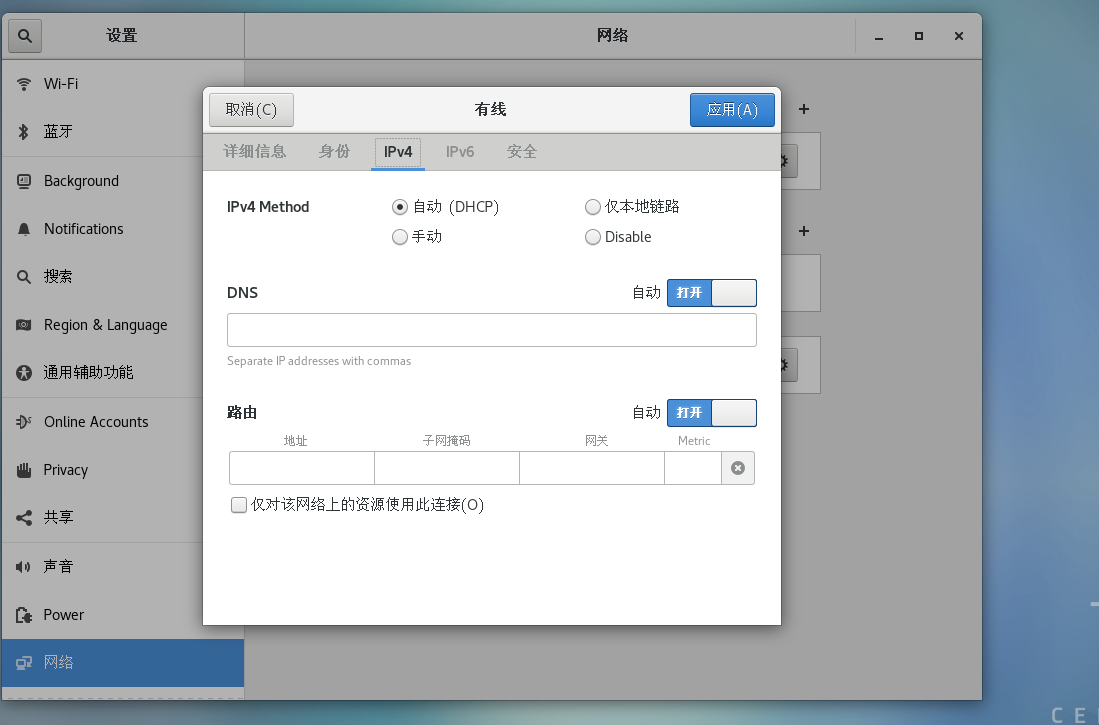 设置
网络
Wi-Fi
蓝牙
Background
Notifications
搜索
Region & Language
通用辅助功能
Online Accounts
Privacy
共享
声音
Power
网络
取消(C)
有线
应用(A)
详细信息 身份 IPv4 IPv6 安全
IPv4 Method
自动 (DHCP)
仅本地链路
手动
Disable
DNS
自动 打开
Separate IP addresses with commas
路由
自动 打开
地址 子网掩码 网关 Metric
仅对该网络上的资源使用此连接(O)
C E